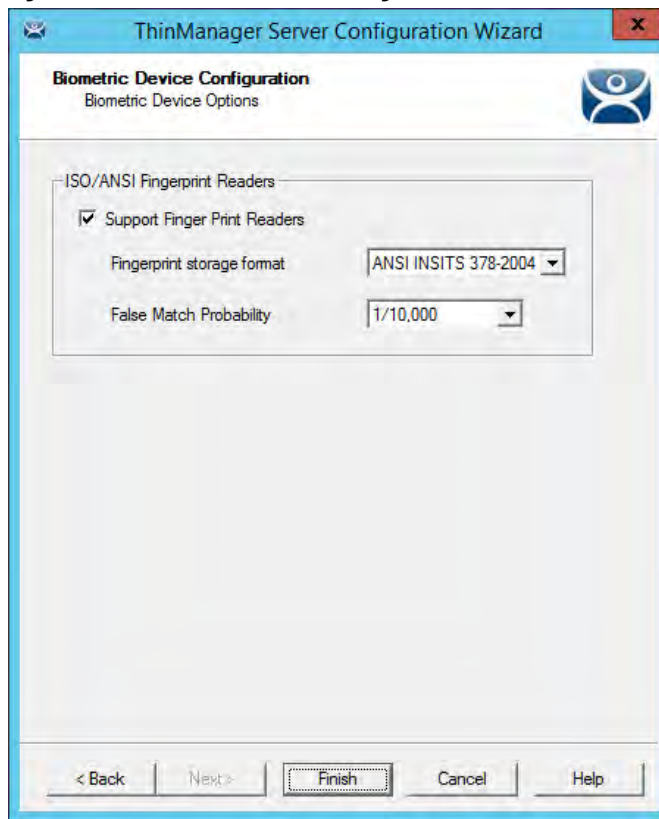 ThinManager Server Configuration Wizard
x
Biometric Device Configuration
Biometric Device Options
ISO/ANSI Fingerprint Readers
Support Finger Print Readers
Fingerprint storage format ANSI INSITS 378-2004
False Match Probability 1/10,000
< Back Next > Finish Cancel Help